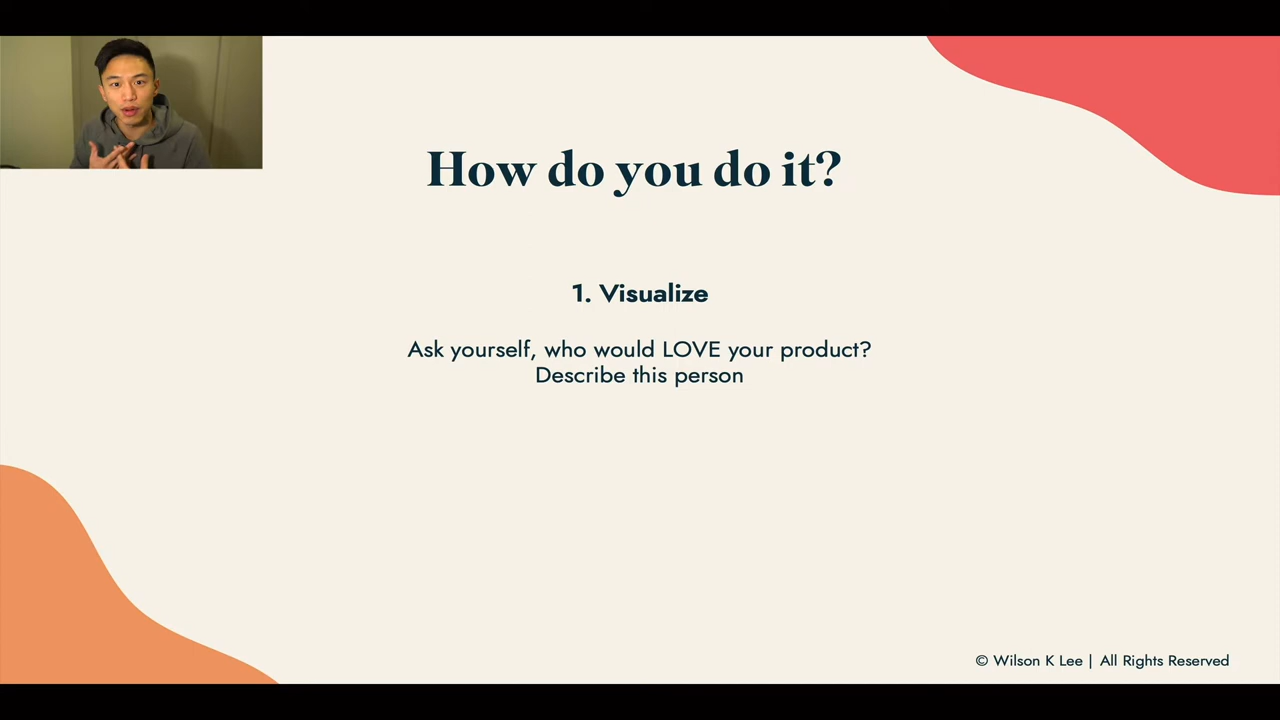 How do you do it?
1. Visualize
Ask yourself, who would LOVE your product?
Describe this person
© Wilson K Lee | All Rights Reserved